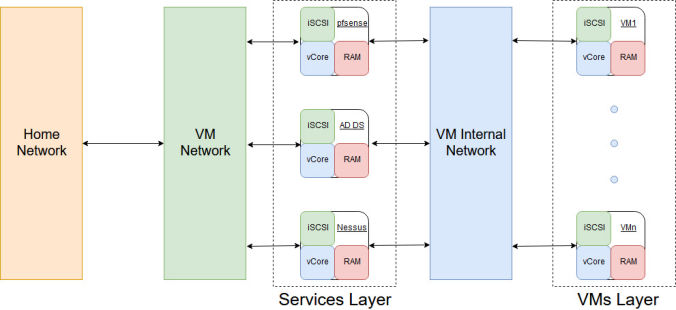 Home
Network
VM
Network
iSCSI pfsense
vCore RAM
iSCSI AD DS
vCore RAM
iSCSI Nessus
vCore RAM
Services Layer
VM Internal
Network
iSCSI VM1
vCore RAM
iSCSI VMn
vCore RAM
VMs Layer